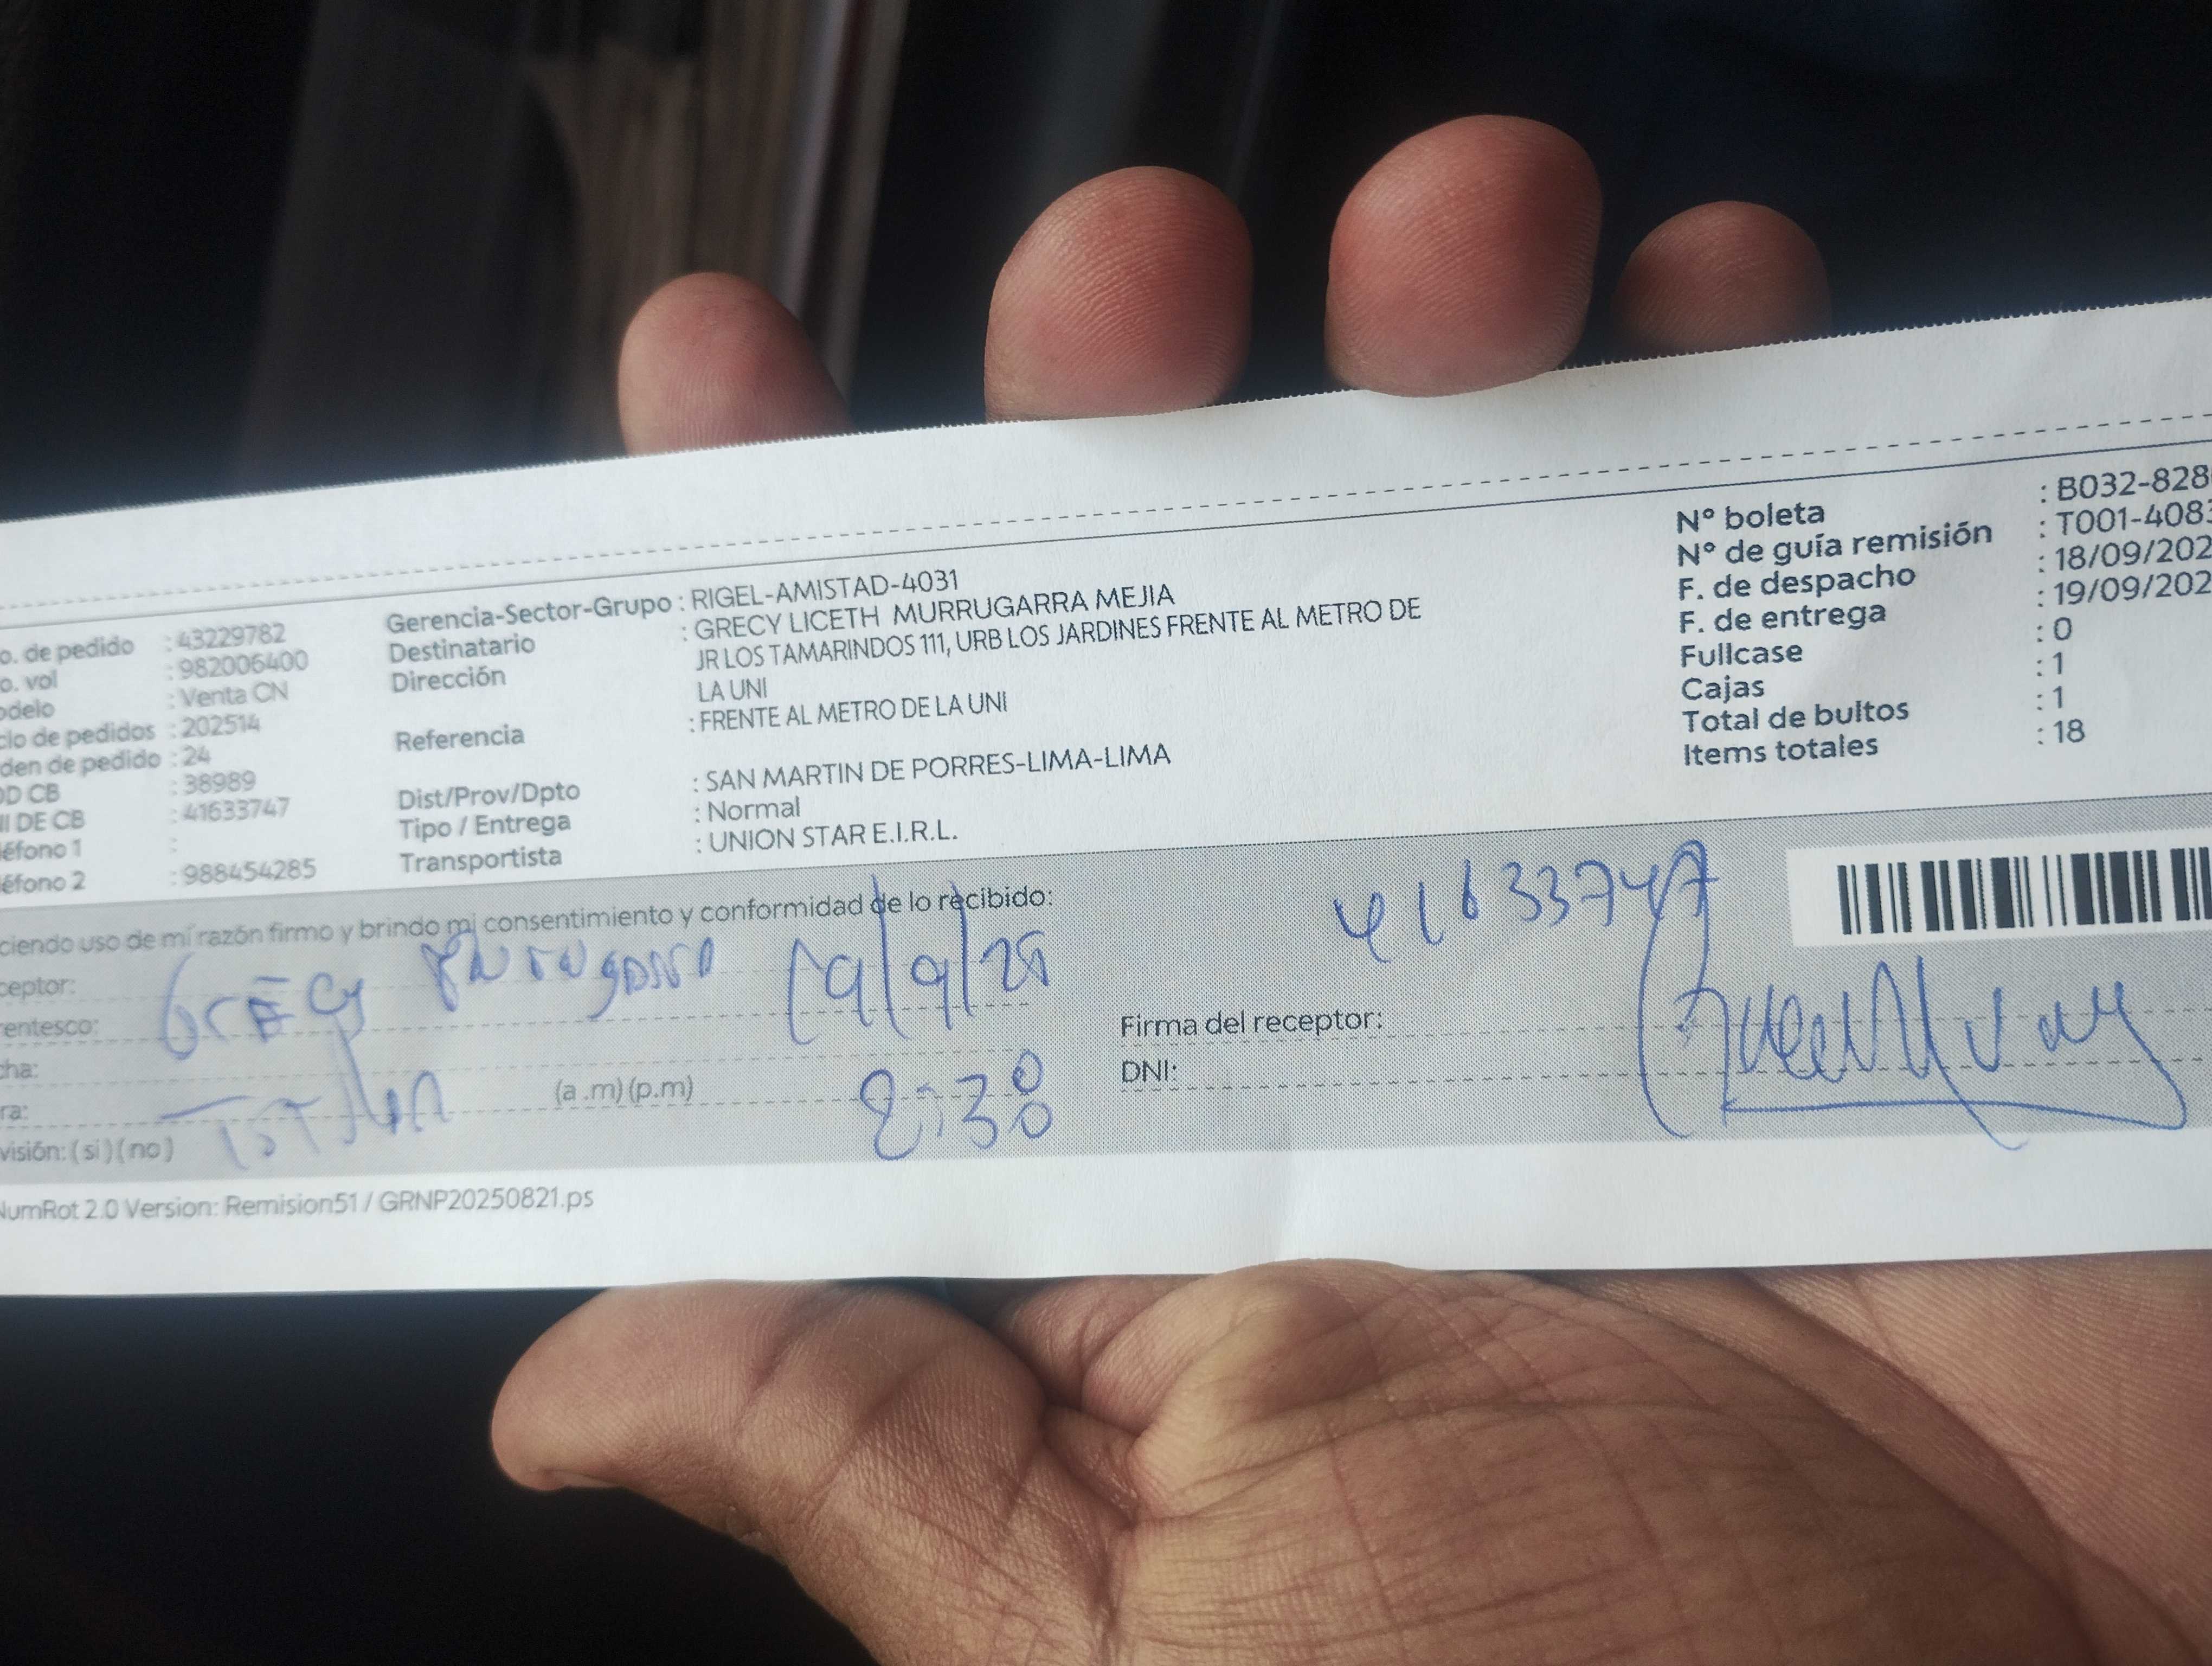 o. de pedido : 43229782
o. vol : 982006400
odelo : Venta CN
clo de pedidos : 202514
den de pedido : 24
OD CB : 38989
NI DE CB : 41633747
léfono 1 :
éfono 2 : 988454285
Gerencia-Sector-Grupo : RIGEL-AMISTAD-4031
Destinatario : GRECY LICETH MURRUGARRA MEJIA
Dirección JR LOS TAMARINDOS 111, URB LOS JARDINES FRENTE AL METRO DE
LA UNI
Referencia : FRENTE AL METRO DE LA UNI
Dist/Prov/Dpto : SAN MARTIN DE PORRES-LIMA-LIMA
Tipo / Entrega : Normal
Transportista : UNION STAR E.I.R.L.
N° boleta : B032-828
N° de guía remisión : T001-4083
F. de despacho : 18/09/202
F. de entrega : 19/09/202
Fullcase : 0
Cajas : 1
Total de bultos : 1
Items totales : 18
ciendo uso de mi razón firmo y brindo mi consentimiento y conformidad de lo recibido:
41633747
ceptor: Grecy
19/9/25
rentesco:
Firma del receptor:
cha:
DNI:
ra: (a .m) (p.m) 2:38
visión: ( si ) ( no )
NumRot 2.0 Version: Remision51 / GRNP20250821.ps